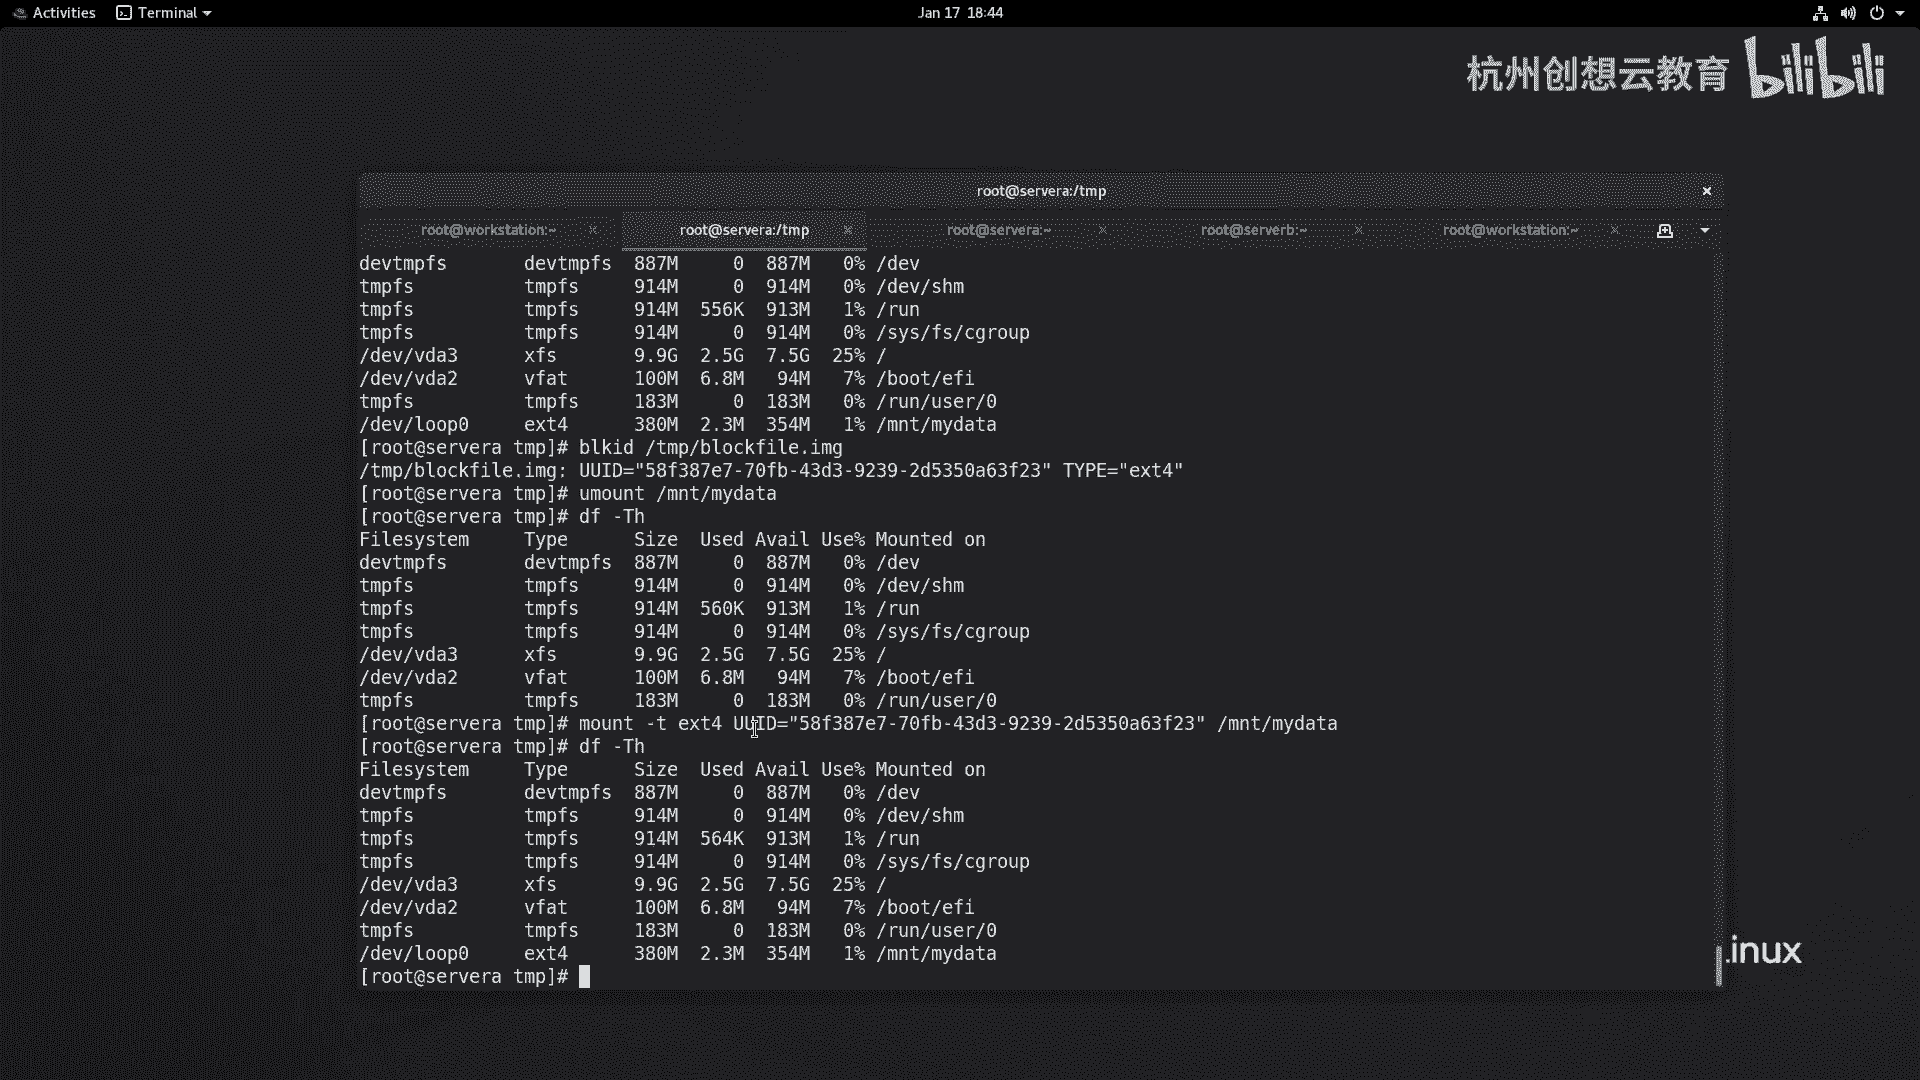 Activities Terminal Jan 17 18:44
杭州创想云教育 bilibili
root@servera:/tmp
root@workstation:~ root@servera:/tmp root@servera:~ root@serverb:~ root@workstation:~
devtmpfs devtmpfs 887M 0 887M 0% /dev
tmpfs tmpfs 914M 0 914M 0% /dev/shm
tmpfs tmpfs 914M 556K 913M 1% /run
tmpfs tmpfs 914M 0 914M 0% /sys/fs/cgroup
/dev/vda3 xfs 9.9G 2.5G 7.5G 25% /
/dev/vda2 vfat 100M 6.8M 94M 7% /boot/efi
tmpfs tmpfs 183M 0 183M 0% /run/user/0
/dev/loop0 ext4 380M 2.3M 354M 1% /mnt/mydata
[root@servera tmp]# blkid /tmp/blockfile.img
/tmp/blockfile.img: UUID="58f387e7-70fb-43d3-9239-2d5350a63f23" TYPE="ext4"
[root@servera tmp]# umount /mnt/mydata
[root@servera tmp]# df -Th
Filesystem Type Size Used Avail Use% Mounted on
devtmpfs devtmpfs 887M 0 887M 0% /dev
tmpfs tmpfs 914M 0 914M 0% /dev/shm
tmpfs tmpfs 914M 560K 913M 1% /run
tmpfs tmpfs 914M 0 914M 0% /sys/fs/cgroup
/dev/vda3 xfs 9.9G 2.5G 7.5G 25% /
/dev/vda2 vfat 100M 6.8M 94M 7% /boot/efi
tmpfs tmpfs 183M 0 183M 0% /run/user/0
[root@servera tmp]# mount -t ext4 UUID="58f387e7-70fb-43d3-9239-2d5350a63f23" /mnt/mydata
[root@servera tmp]# df -Th
Filesystem Type Size Used Avail Use% Mounted on
devtmpfs devtmpfs 887M 0 887M 0% /dev
tmpfs tmpfs 914M 0 914M 0% /dev/shm
tmpfs tmpfs 914M 564K 913M 1% /run
tmpfs tmpfs 914M 0 914M 0% /sys/fs/cgroup
/dev/vda3 xfs 9.9G 2.5G 7.5G 25% /
/dev/vda2 vfat 100M 6.8M 94M 7% /boot/efi
tmpfs tmpfs 183M 0 183M 0% /run/user/0
/dev/loop0 ext4 380M 2.3M 354M 1% /mnt/mydata
[root@servera tmp]#
inux